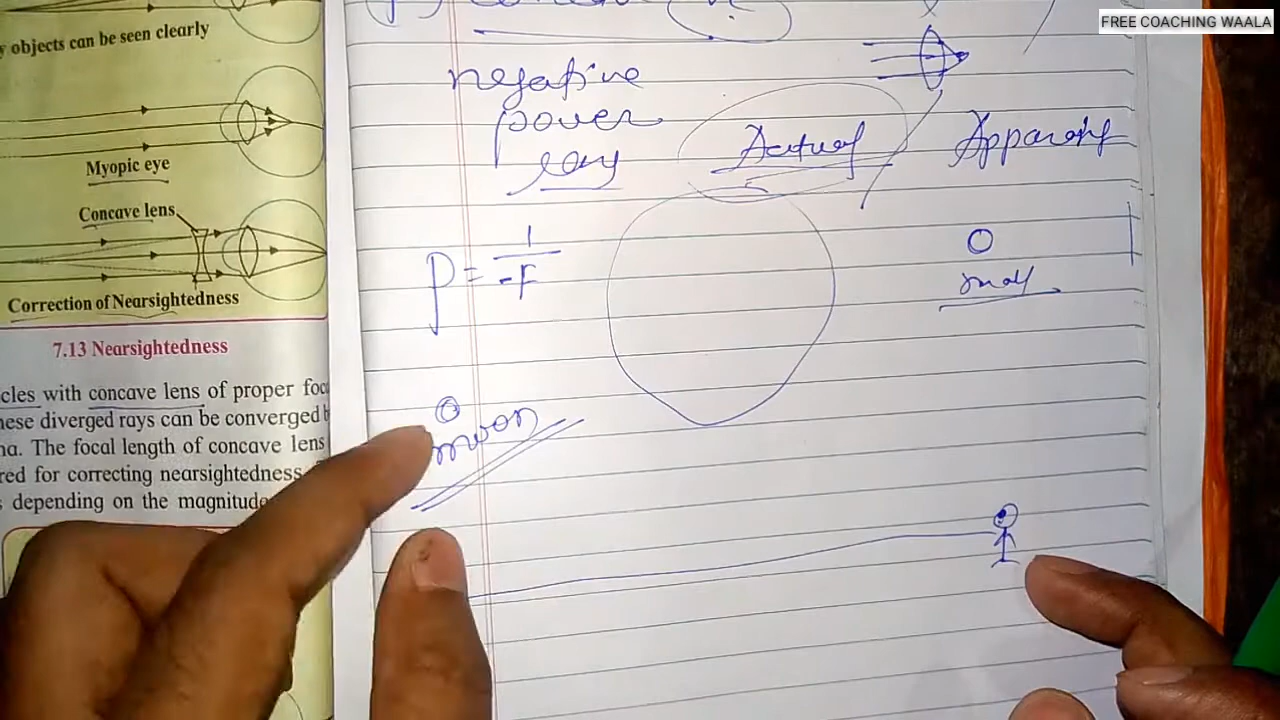 FREE COACHING WAALA
y objects can be seen clearly
Myopic eye
Concave lens
Correction of Nearsightedness
7.13 Nearsightedness
cles with concave lens of proper foc
hese diverged rays can be converged b
na. The focal length of concave lens
red for correcting nearsightedness.
s depending on the magnitude
negative
power
Actual
Apparent
P = 1
-F
small
moon